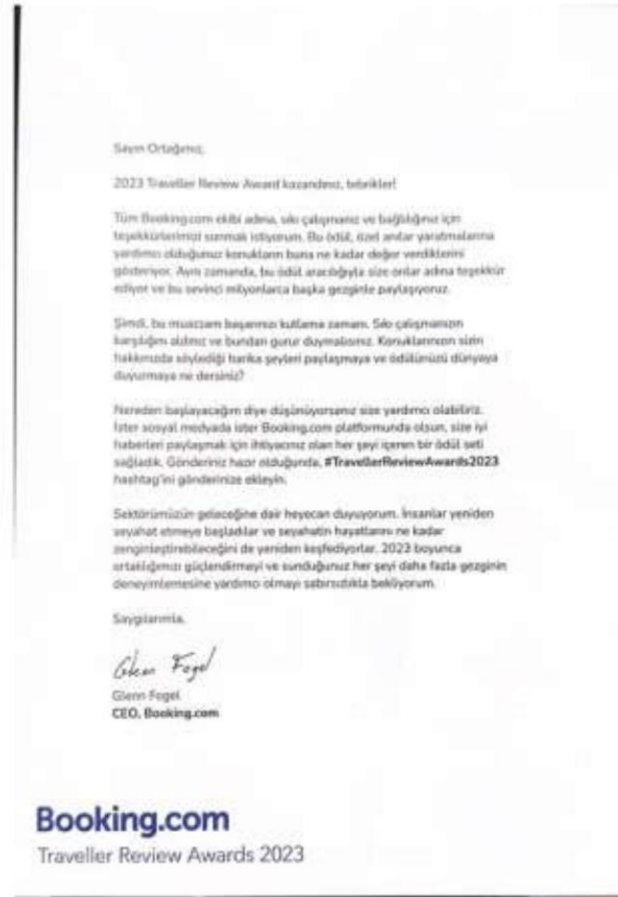 Sayın Ortağımız,
2023 Traveller Review Award kazandınız, tebrikler!
Tüm Booking.com ekibi adına, sıkı çalışmanız ve bağlılığınız için
teşekkürlerimizi sunmak istiyorum. Bu ödül, özel anılar yaratmalarına
yardımcı olduğunuz konukların buna ne kadar değer verdiklerini
gösteriyor. Aynı zamanda, bu ödül aracılığıyla size onlar adına teşekkür
ediyor ve bu sevinci milyonlarca başka gezginle paylaşıyoruz.
Şimdi, bu muazzam başarınızı kutlama zamanı. Sıkı çalışmanızın
karşılığını aldınız ve bundan gurur duymalısınız. Konuklarınızın sizin
hakkınızda söylediği harika şeyleri paylaşmaya ve ödülünüzü dünyaya
duyurmaya ne dersiniz?
Nereden başlayacağım diye düşünüyorsanız size yardımcı olabiliriz.
İster sosyal medyada ister Booking.com platformunda olsun, size iyi
haberleri paylaşmak için ihtiyacınız olan her şeyi içeren bir ödül seti
sağladık. Gönderiniz hazır olduğunda, #TravellerReviewAwards2023
hashtag'ini gönderinize ekleyin.
Sektörümüzün geleceğine dair heyecan duyuyorum. İnsanlar yeniden
seyahat etmeye başladılar ve seyahatin hayatlarını ne kadar
zenginleştirebileceğini de yeniden keşfediyorlar. 2023 boyunca
ortaklığımızı güçlendirmeyi ve sunduğunuz her şeyi daha fazla gezginin
deneyimlemesine yardımcı olmayı sabırsızlıkla bekliyorum.
Saygılarımla,
Glenn Fogel
Glenn Fogel
CEO, Booking.com
Booking.com
Traveller Review Awards 2023